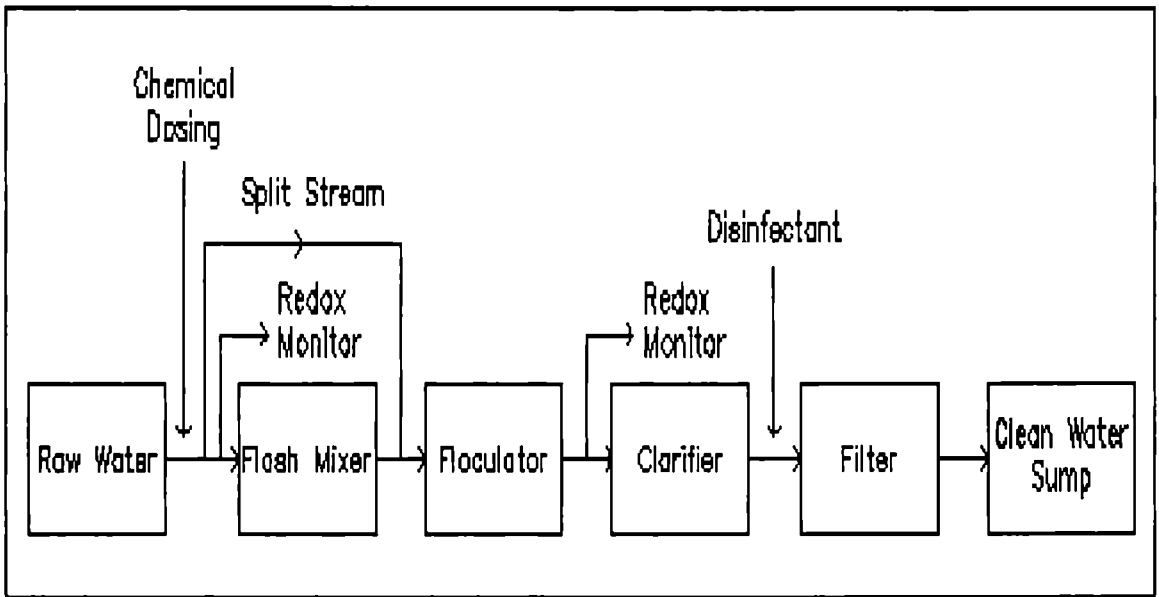 Chemical
Dosing
Split Stream
Disinfectant
Redox
Monitor
Redox
Monitor
Raw Water
Flash Mixer
Floculator
Clarifier
Filter
Clean Water
Sump